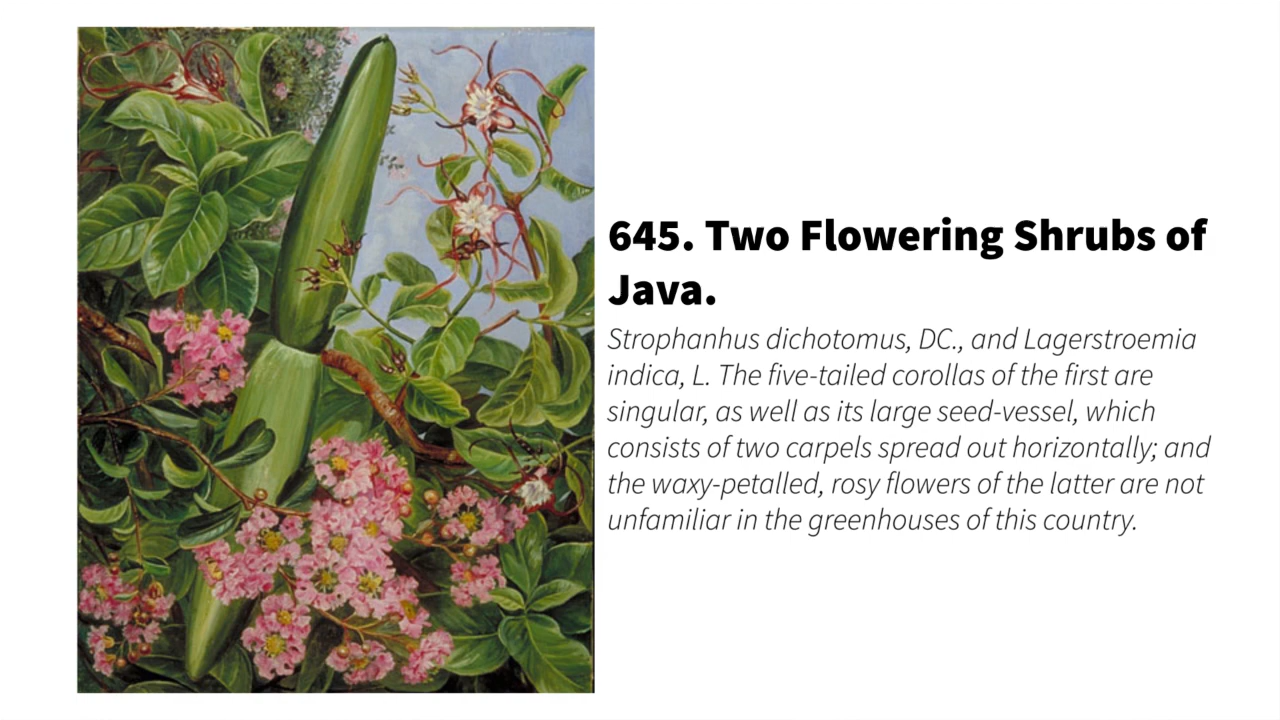 645. Two Flowering Shrubs of
Java.
Strophanhus dichotomus, DC., and Lagerstroemia
indica, L. The five-tailed corollas of the first are
singular, as well as its large seed-vessel, which
consists of two carpels spread out horizontally; and
the waxy-petalled, rosy flowers of the latter are not
unfamiliar in the greenhouses of this country.